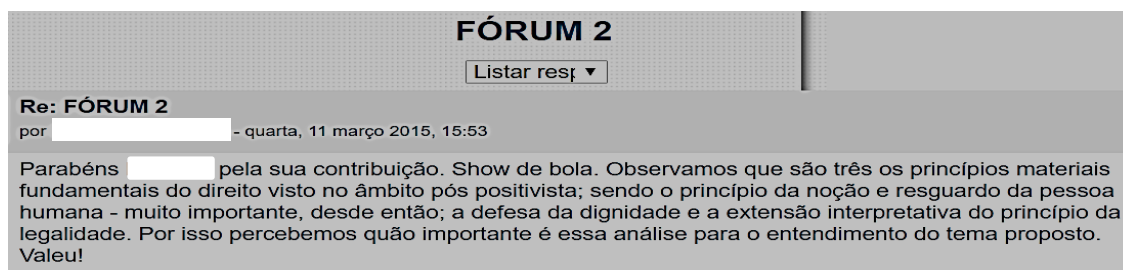 FÓRUM 2
Listar resp
Re: FÓRUM 2
por - quarta, 11 março 2015, 15:53
Parabéns pela sua contribuição. Show de bola. Observamos que são três os princípios materiais
fundamentais do direito visto no âmbito pós positivista; sendo o princípio da noção e resguardo da pessoa
humana - muito importante, desde então; a defesa da dignidade e a extensão interpretativa do princípio da
legalidade. Por isso percebemos quão importante é essa análise para o entendimento do tema proposto.
Valeu!